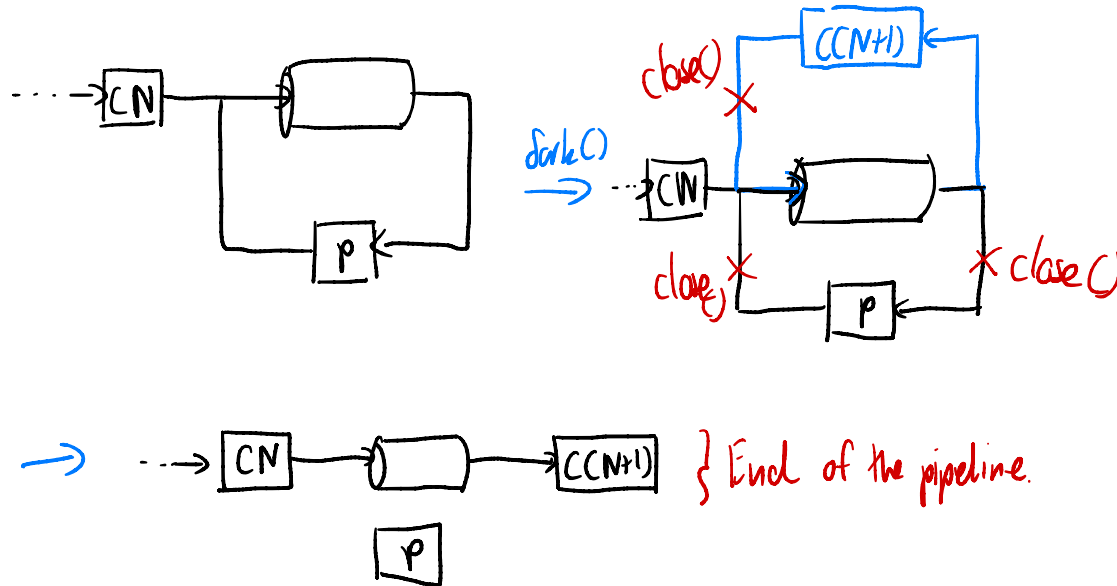 CN
P
fork()
C(N+1)
close()
CN
close()
close()
P
CN
C(N+1)
} End of the pipeline.
P